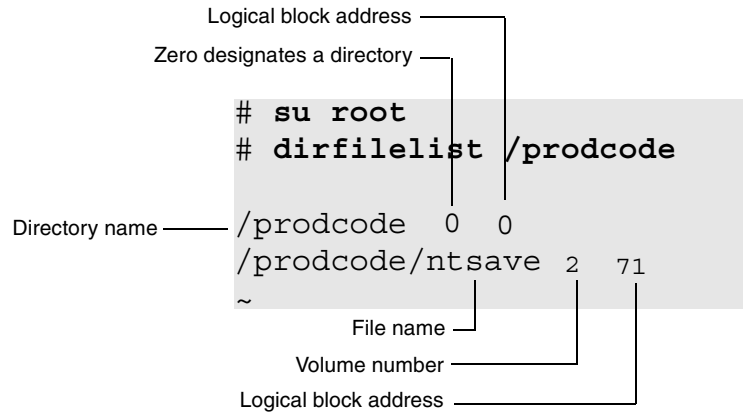 Logical block address
Zero designates a directory
# su root
# dirfilelist /prodcode
Directory name
/prodcode 0 0
/prodcode/ntsave 2 71
~
File name
Volume number
Logical block address